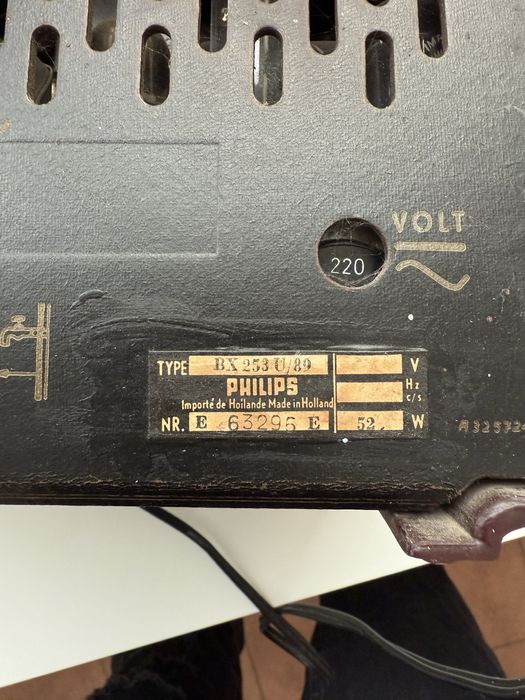 VOLT
220
TYPE BX 253 U/89 V
PHILIPS Hz
c/s
Importé de Hollande Made in Holland
NR. E 63296 E 52 W